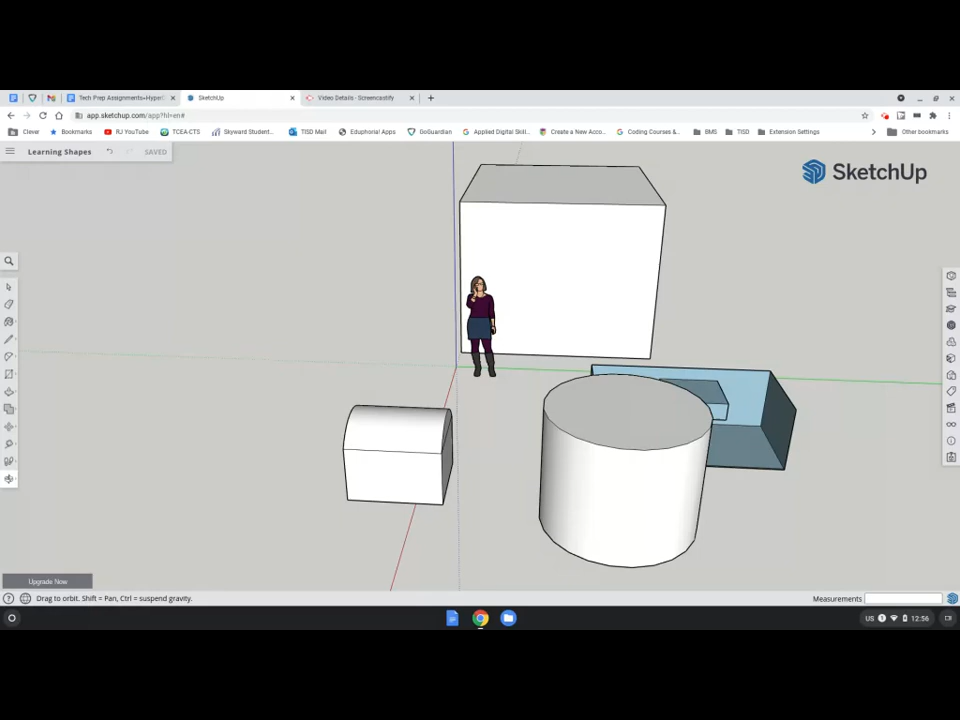 Tech Prep Assignments•Hyper
SketchUp
Video Details - Screencastify
app.sketchup.com/app?hl=en#
Clever
Bookmarks
RJ YouTube
TCEA-CTS
Skyward Student...
TISD Mail
Eduphoria! Apps
GoGuardian
Applied Digital Skil...
Create a New Acco...
Coding Courses &...
BMS
TISD
Extension Settings
Other bookmarks
Learning Shapes
SAVED
SketchUp
Upgrade Now
Drag to orbit. Shift = Pan, Ctrl = suspend gravity.
Measurements
US
12:56